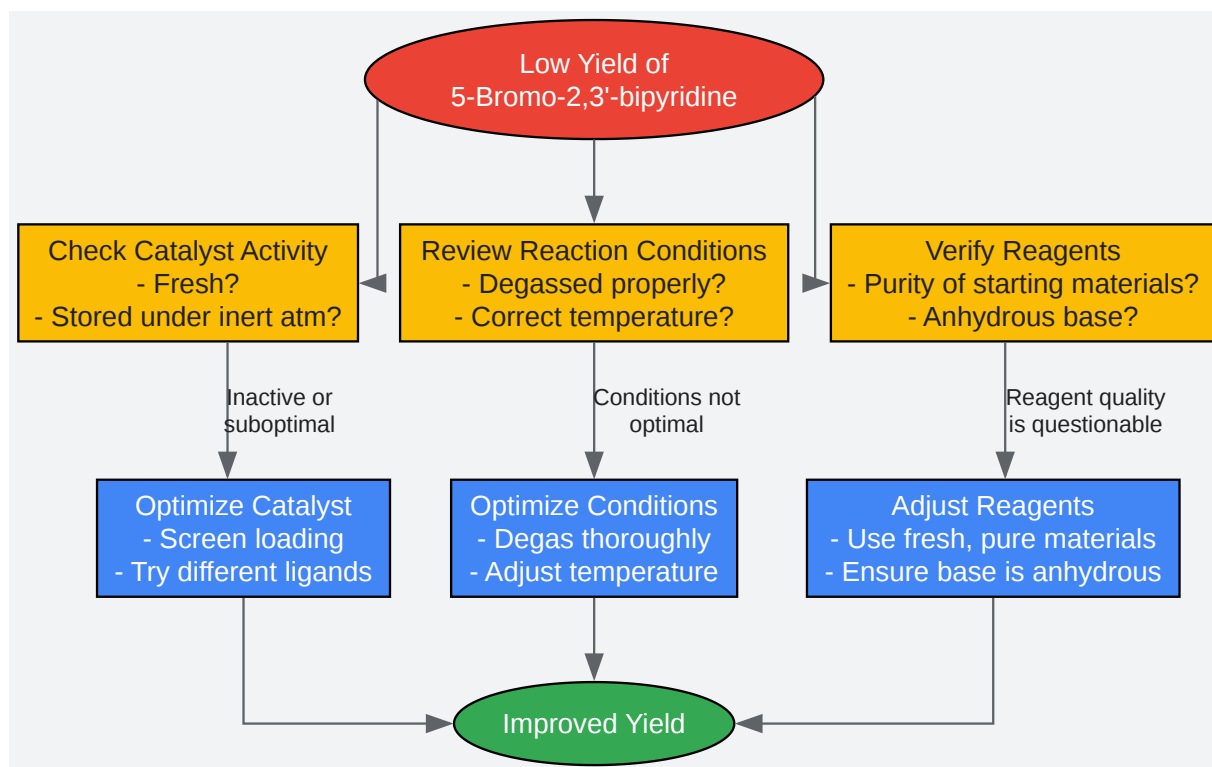 Low Yield of
5-Bromo-2,3'-bipyridine
Check Catalyst Activity
- Fresh?
- Stored under inert atm?
Review Reaction Conditions
- Degassed properly?
- Correct temperature?
Verify Reagents
- Purity of starting materials?
- Anhydrous base?
Inactive or
suboptimal
Conditions not
optimal
Reagent quality
is questionable
Optimize Catalyst
- Screen loading
- Try different ligands
Optimize Conditions
- Degas thoroughly
- Adjust temperature
Adjust Reagents
- Use fresh, pure materials
- Ensure base is anhydrous
Improved Yield